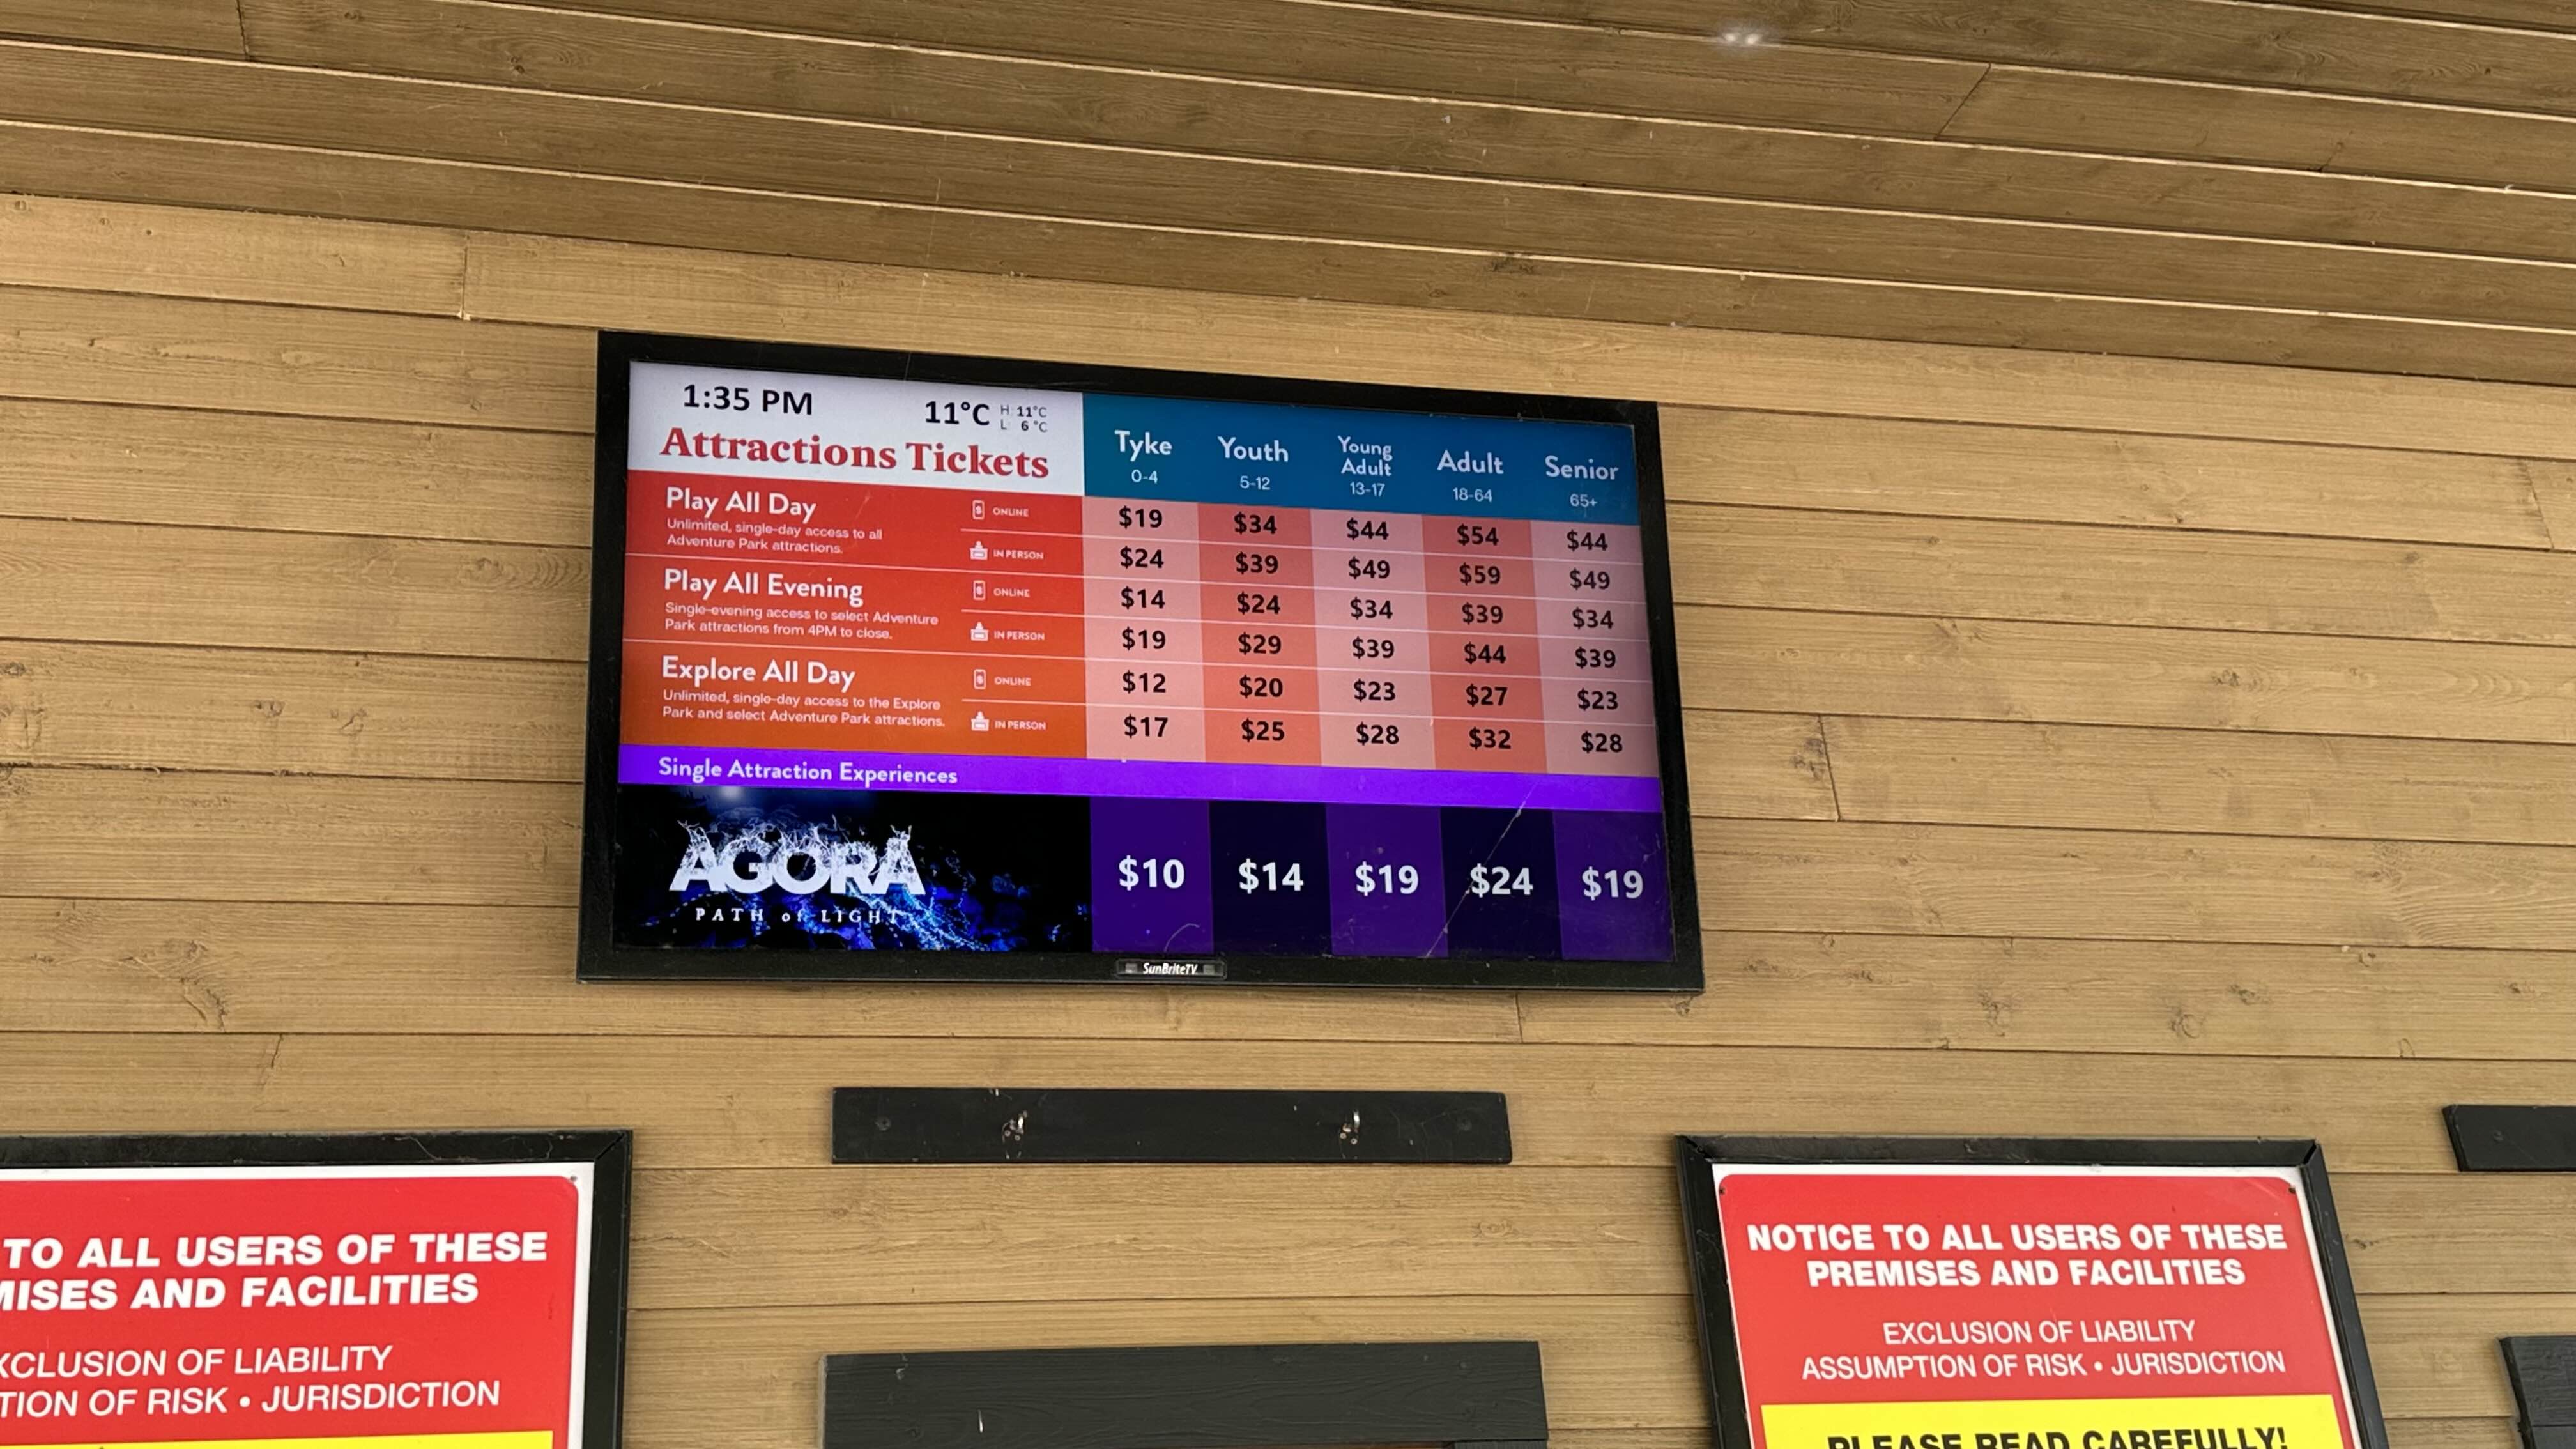 1:35 PM 11°C H 11°C
L 6°C
Attractions Tickets
Tyke Youth Young Adult Adult Senior
0-4 5-12 13-17 18-64 65+
Play All Day
Unlimited, single-day access to all
Adventure Park attractions.
ONLINE $19 $34 $44 $54 $44
IN PERSON $24 $39 $49 $59 $49
Play All Evening
Single-evening access to select Adventure
Park attractions from 4PM to close.
ONLINE $14 $24 $34 $39 $34
IN PERSON $19 $29 $39 $44 $39
Explore All Day
Unlimited, single-day access to the Explore
Park and select Adventure Park attractions.
ONLINE $12 $20 $23 $27 $23
IN PERSON $17 $25 $28 $32 $28
Single Attraction Experiences
AGORA
PATH of LIGHT
$10 $14 $19 $24 $19
SunBriteTV
TO ALL USERS OF THESE
MISES AND FACILITIES
XCLUSION OF LIABILITY
TION OF RISK • JURISDICTION
NOTICE TO ALL USERS OF THESE
PREMISES AND FACILITIES
EXCLUSION OF LIABILITY
ASSUMPTION OF RISK • JURISDICTION
PLEASE READ CAREFULLY!